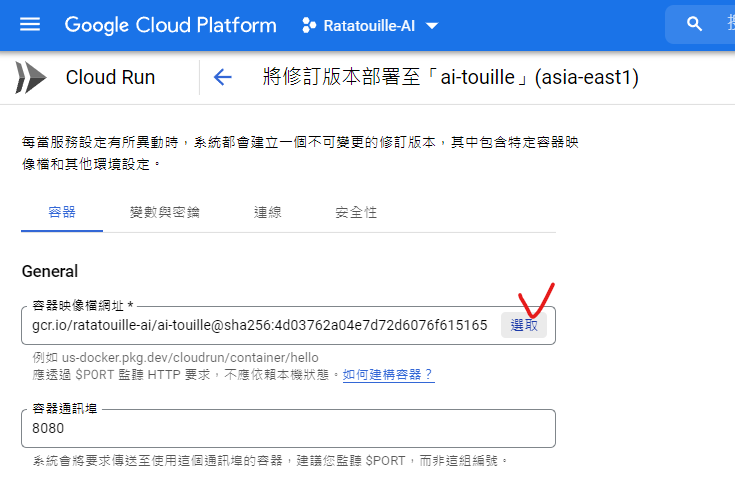 Google Cloud Platform
Ratatouille-AI
Cloud Run
將修訂版本部署至「ai-touille」(asia-east1)
每當服務設定有所異動時，系統都會建立一個不可變更的修訂版本，其中包含特定容器映
像檔和其他環境設定。
容器 變數與密鑰 連線 安全性
General
容器映像檔網址 *
gcr.io/ratatouille-ai/ai-touille@sha256:4d03762a04e7d72d6076f615165 選取
例如 us-docker.pkg.dev/cloudrun/container/hello
應透過 $PORT 監聽 HTTP 要求，不應依賴本機狀態。如何建構容器？
容器通訊埠
8080
系統會將要求傳送至使用這個通訊埠的容器，建議您監聽 $PORT，而非這組編號。